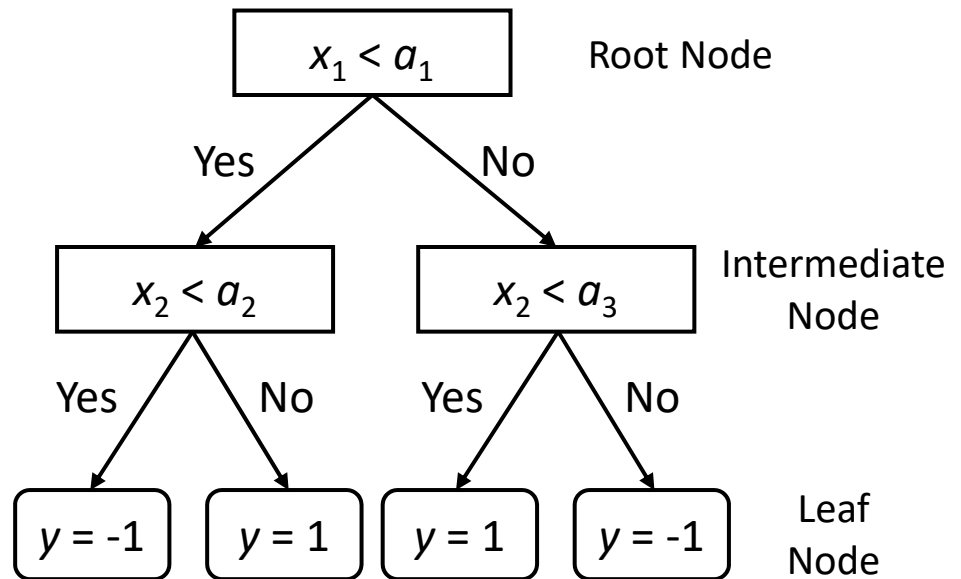 x₁ < a₁
Root Node
Yes
No
x₂ < a₂
x₂ < a₃
Intermediate
Node
Yes
No
Yes
No
y = -1
y = 1
y = 1
y = -1
Leaf
Node